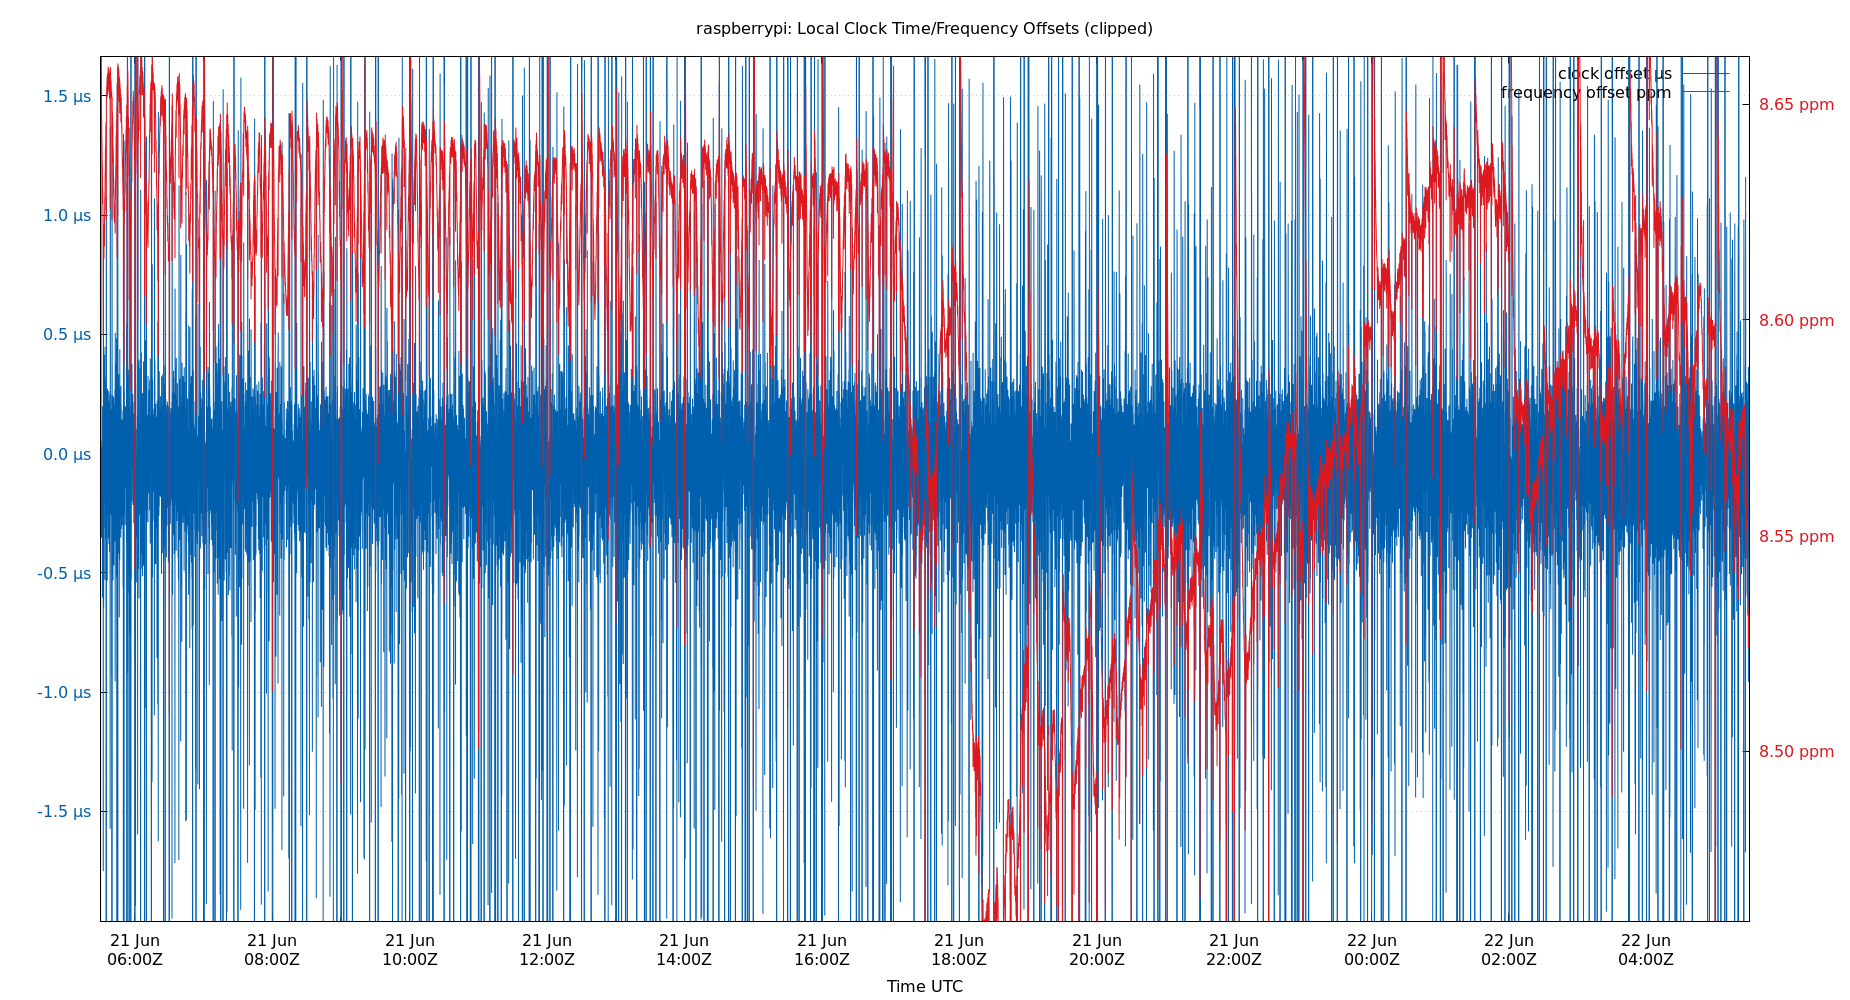 raspberrypi: Local Clock Time/Frequency Offsets (clipped)
clock offset µs
frequency offset ppm
1.5 µs
1.0 µs
0.5 µs
0.0 µs
-0.5 µs
-1.0 µs
-1.5 µs
8.65 ppm
8.60 ppm
8.55 ppm
8.50 ppm
21 Jun 21 Jun 21 Jun 21 Jun 21 Jun 21 Jun 21 Jun 21 Jun 21 Jun 22 Jun 22 Jun 22 Jun
06:00Z 08:00Z 10:00Z 12:00Z 14:00Z 16:00Z 18:00Z 20:00Z 22:00Z 00:00Z 02:00Z 04:00Z
Time UTC